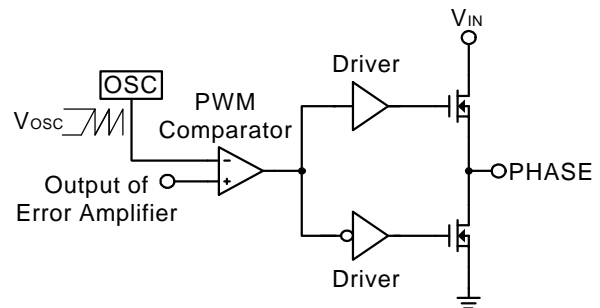 VIN
Driver
OSC
PWM
Comparator
VOSC
-
+
Output of
Error Amplifier
PHASE
Driver